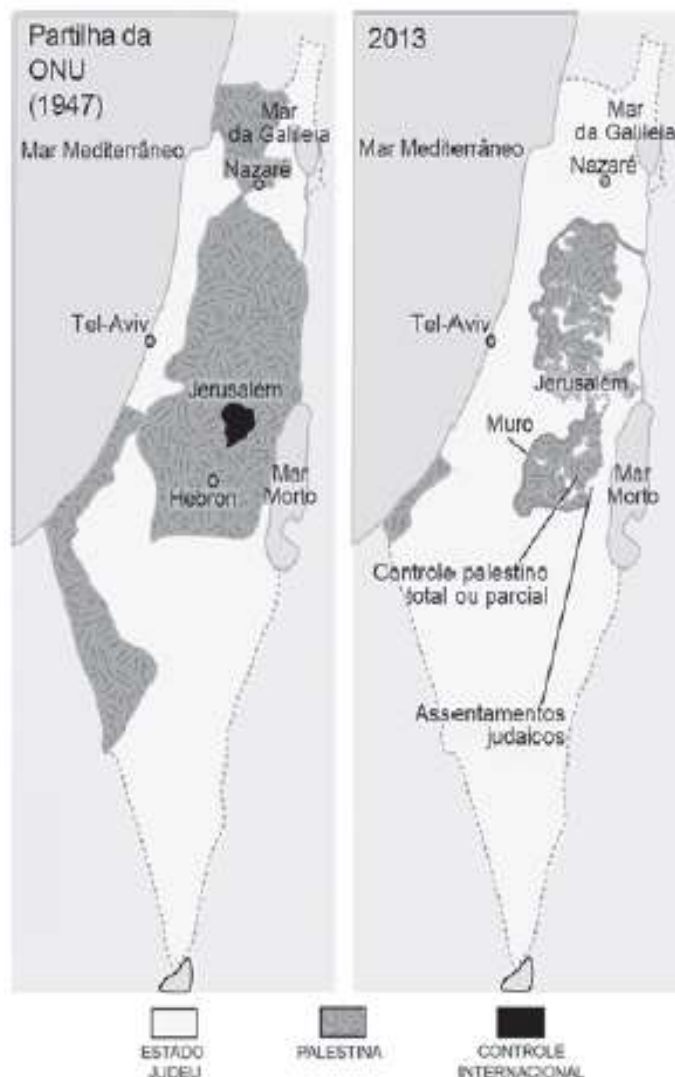 Partilha da
ONU
(1947)
Mar
da Galileia
Mar Mediterrâneo
Nazaré
Tel-Aviv
Jerusalém
Hebron
Mar
Morto
2013
Mar
da Galileia
Mar Mediterrâneo
Nazaré
Tel-Aviv
Jerusalém
Muro
Mar
Morto
Controle palestino
total ou parcial
Assentamentos
judaicos
ESTADO
JUDEU
PALESTINA
CONTROLE
INTERNACIONAL